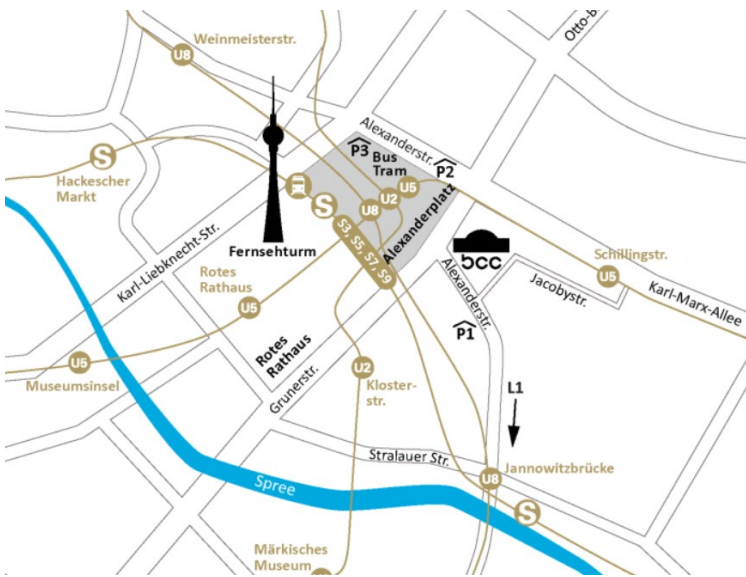 Weinmeisterstr.
Otto-B
U8
Alexanderstr.
P3
Bus
Tram
P2
S
Hackescher
Markt
U5
U2
U8
S
Alexanderplatz
Karl-Liebknecht-Str.
Fernsehturm
S3, S5, S7, S9
bcc
Schillingstr.
U5
Rotes
Rathaus
U5
Jacobystr.
Karl-Marx-Allee
Alexanderstr.
P1
U5
Museumsinsel
Rotes
Rathaus
U2
Kloster-
str.
Grunerstr.
L1
Stralauer Str.
Jannowitzbrücke
U8
Spree
S
Märkisches
Museum